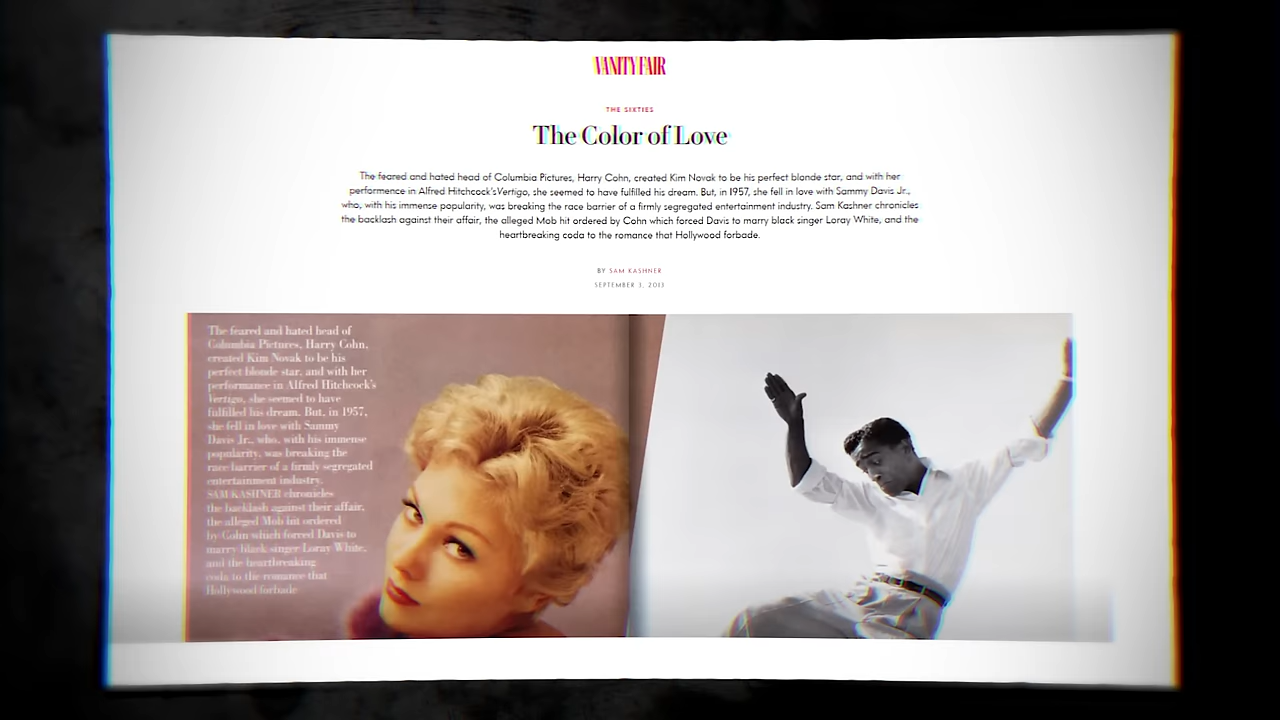 VANITY FAIR
THE SIXTIES
The Color of Love
The feared and hated head of Columbia Pictures, Harry Cohn, created Kim Novak to be his perfect blonde star, and with her
performence in Alfred Hitchcock'sVertigo, she seemed to have fulfilled his dream. But, in 1957, she fell in love with Sammy Davis Jr.,
who, with his immense popularity, was breaking the race barrier of a firmly segregated entertainment industry. Sam Kashner chronicles
the backlash against their affair, the alleged Mob hit ordered by Cohn which forced Davis to marry black singer Loray White, and the
heartbreaking coda to the romance that Hollywood forbade.
BY SAM KASHNER
SEPTEMBER 3, 2013
The feared and hated head of
Columbia Pictures, Harry Cohn,
created Kim Novak to be his
perfect blonde star, and with her
performance in Alfred Hitchcock's
Vertigo, she seemed to have
fulfilled his dream. But, in 1957,
she fell in love with Sammy
Davis Jr., who, with his immense
popularity, was breaking the
race barrier of a firmly segregated
entertainment industry.
SAM KASHNER chronicles
the backlash against their affair,
the alleged Mob hit ordered
by Cohn which forced Davis to
marry black singer Loray White,
and the heartbreaking
coda to the romance that
Hollywood forbade